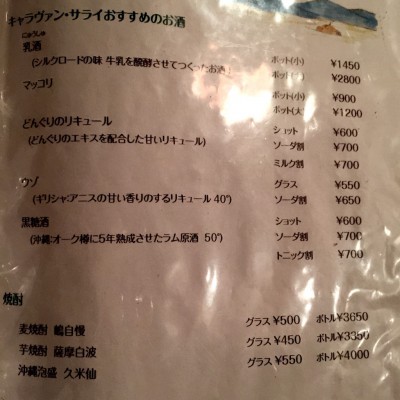 キャラヴァン・サライおすすめのお酒
にゅうしゅ
乳酒 ポット(小) ¥1450
(シルクロードの味 牛乳を醗酵させてつくったお酒) ポット(大) ¥2800
マッコリ ポット(小) ¥900
ポット(大) ¥1200
どんぐりのリキュール ショット ¥600
(どんぐりのエキスを配合した甘いリキュール) ソーダ割 ¥700
ミルク割 ¥700
ウゾ グラス ¥550
(ギリシャ:アニスの甘い香りのするリキュール 40°) ソーダ割 ¥650
黒糖酒 ショット ¥600
(沖縄:オーク樽に5年熟成させたラム原酒 50°) ソーダ割 ¥700
トニック割 ¥700
焼酎
麦焼酎 鶴自慢 グラス ¥500 ボトル¥3650
芋焼酎 薩摩白波 グラス ¥450 ボトル¥3350
沖縄泡盛 久米仙 グラス ¥550 ボトル¥4000